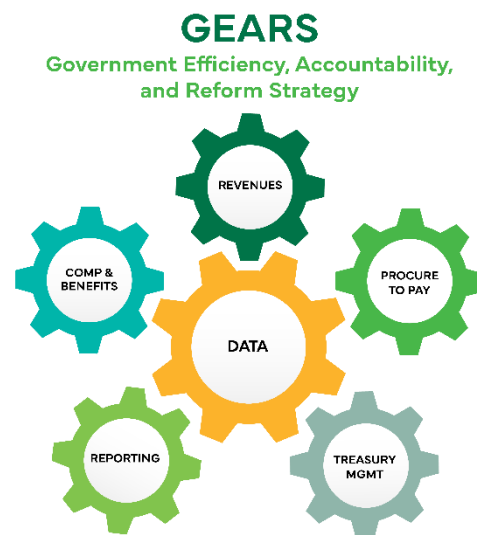 GEARS
Government Efficiency, Accountability,
and Reform Strategy
REVENUES
COMP &
BENEFITS
PROCURE
TO PAY
DATA
REPORTING
TREASURY
MGMT